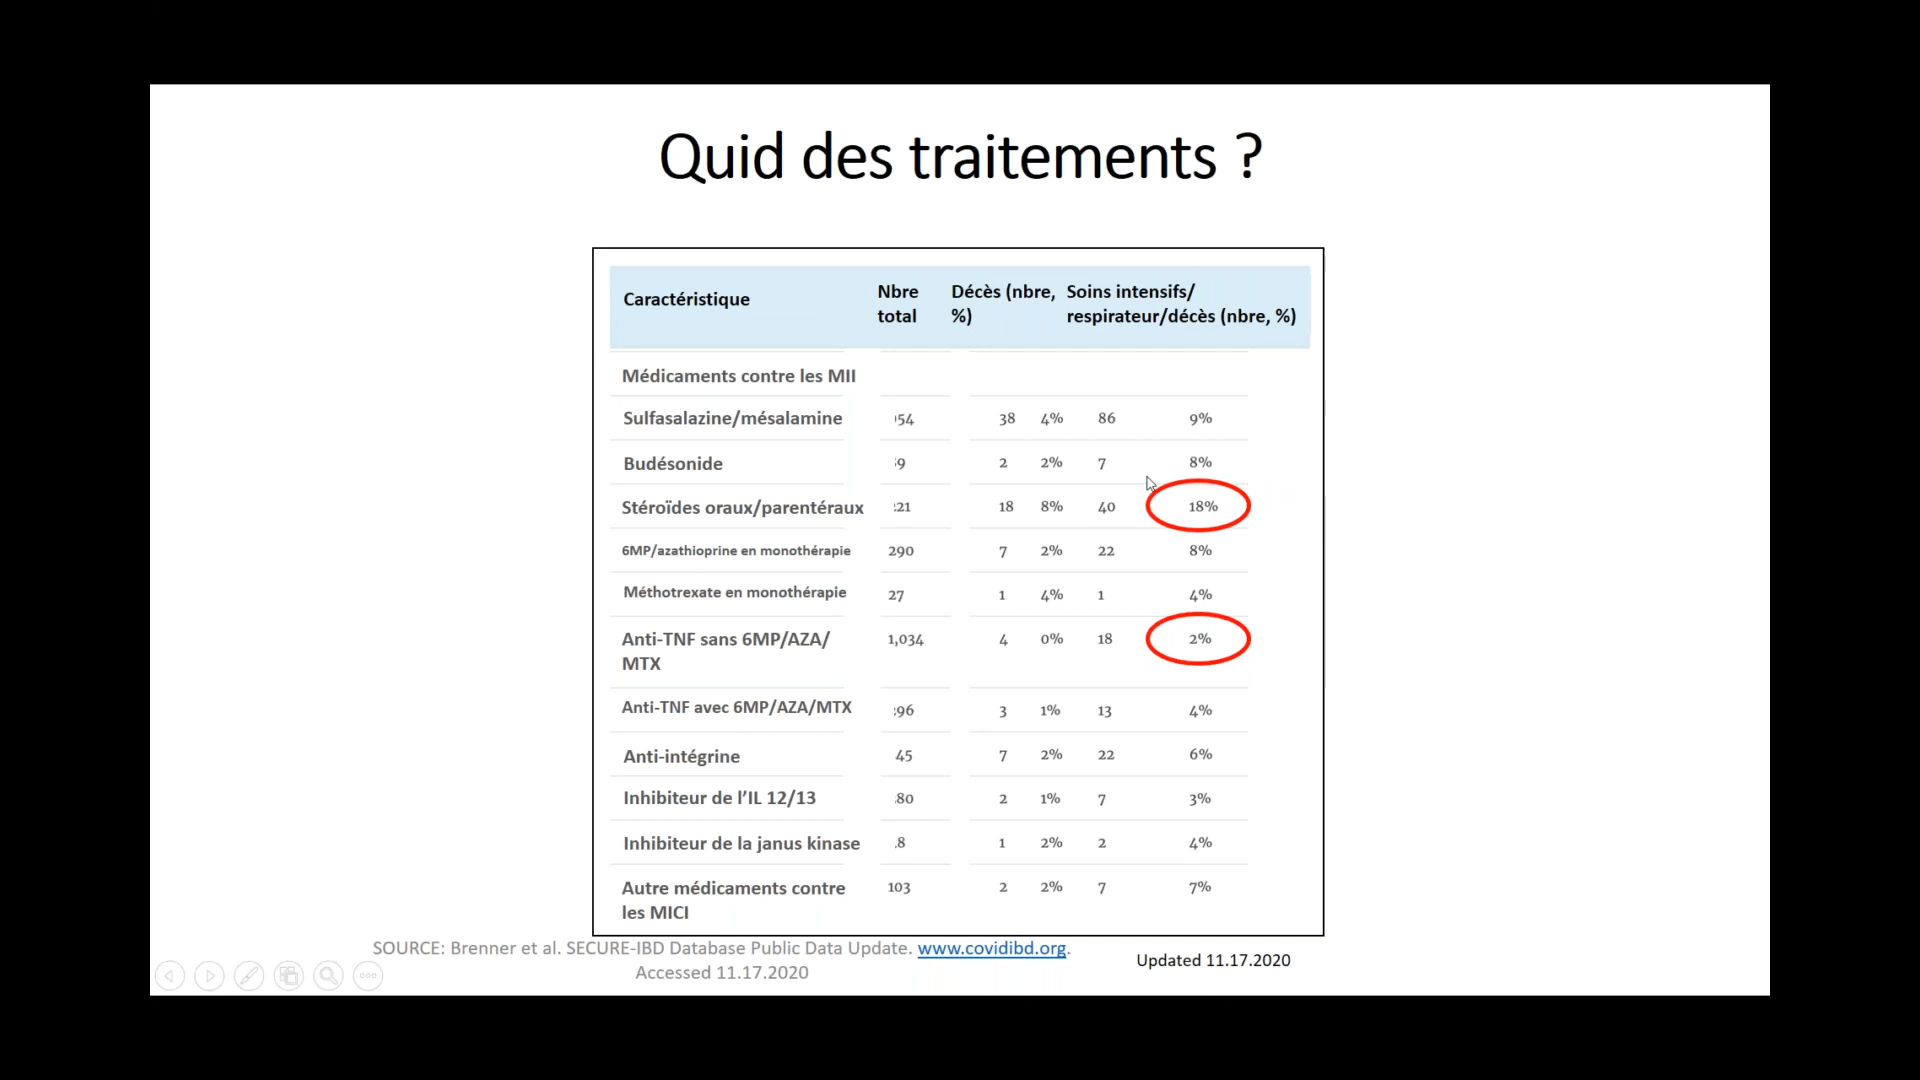 Quid des traitements ?
Caractéristique Nbre total Décès (nbre, %) Soins intensifs/ respirateur/décès (nbre, %)
Médicaments contre les MII
Sulfasalazine/mésalamine 38 4% 86 9%
Budésonide 2 2% 7 8%
Stéroïdes oraux/parentéraux 18 8% 40 18%
6MP/azathioprine en monothérapie 290 7 2% 22 8%
Méthotrexate en monothérapie 27 1 4% 1 4%
Anti-TNF sans 6MP/AZA/ 1,034 4 0% 18 2%
MTX
Anti-TNF avec 6MP/AZA/MTX 3 1% 13 4%
Anti-intégrine 7 2% 22 6%
Inhibiteur de l’IL 12/13 2 1% 7 3%
Inhibiteur de la janus kinase 1 2% 2 4%
Autre médicaments contre 103 2 2% 7 7%
les MICI
SOURCE: Brenner et al. SECURE-IBD Database Public Data Update. www.covidibd.org.
Accessed 11.17.2020
Updated 11.17.2020